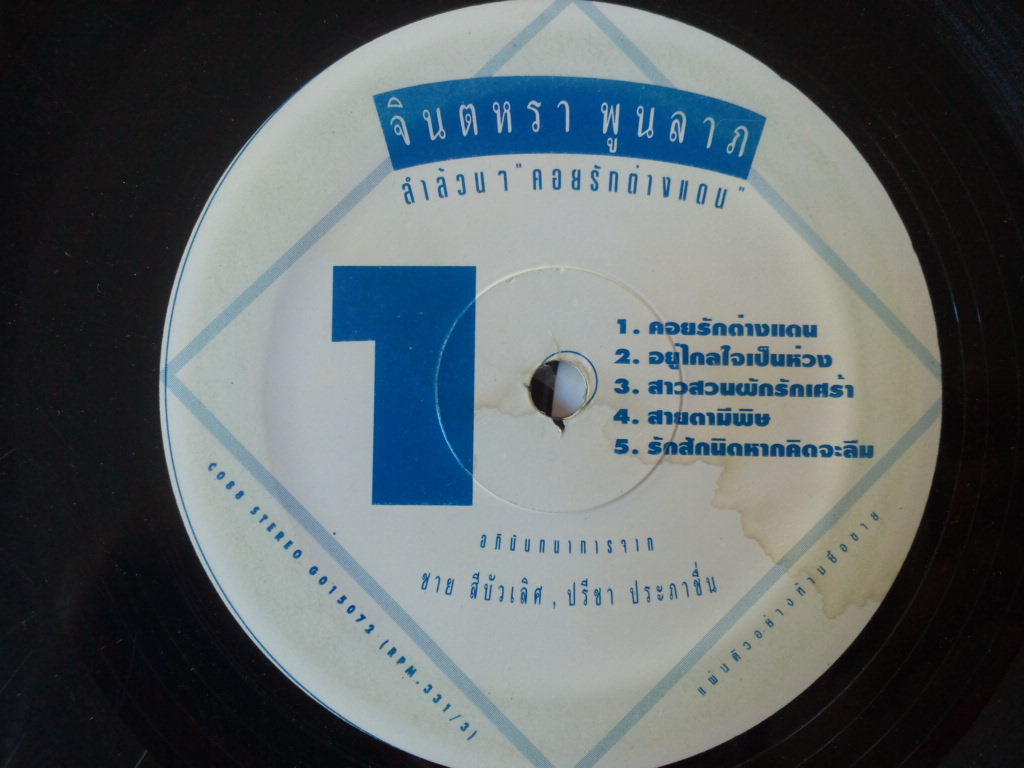 จินตหรา พูนลาภ
ลำล้วนๆ "คอยรักต่างแดน"
1
1. คอยรักต่างแดน
2. อยู่ไกลใจเป็นห่วง
3. สาวสวนผักรักเศร้า
4. สายตามีพิษ
5. รักสักนิดหากคิดจะลืม
อภินันทนาการจาก
ชาย สีบัวเลิศ, ปรีชา ประภาชื่น
C088 STEREO G015072 (RPM.331/3)
แผ่นตัวอย่างห้ามซื้อขาย